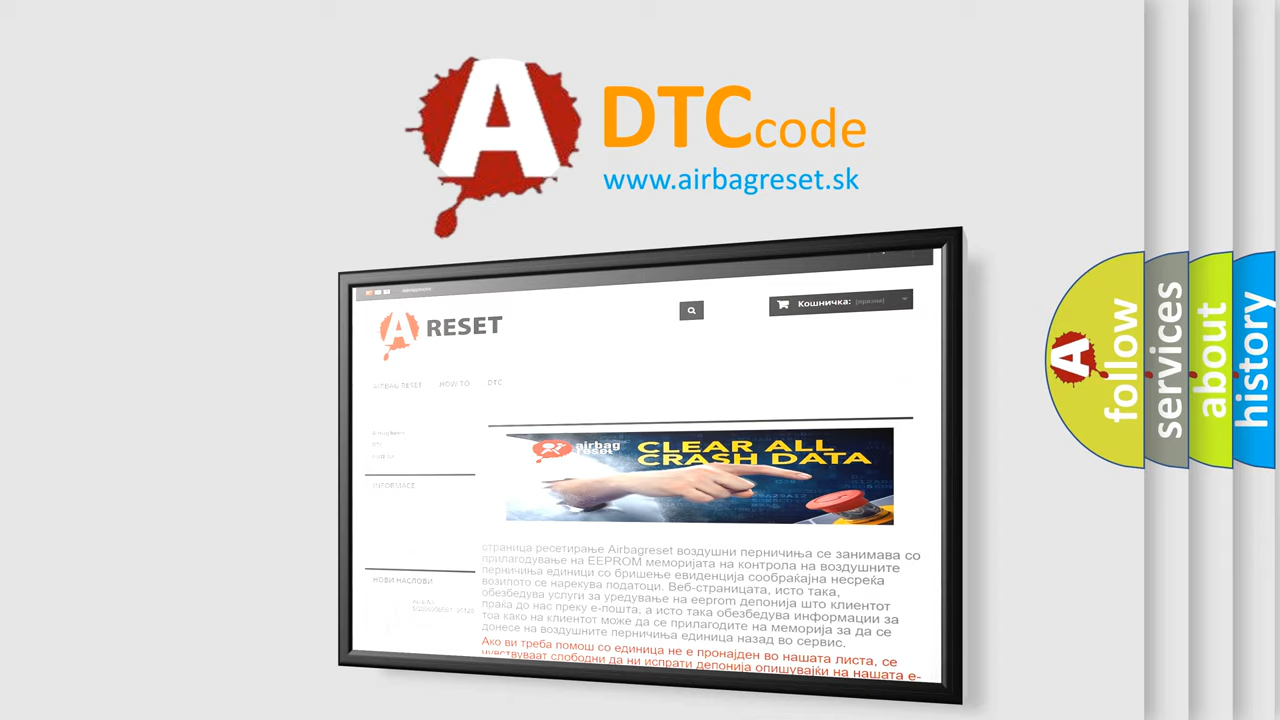 A DTC code
www.airbagreset.sk
A RESET
Кошничка: (празни)
AIRBAG RESET HOW TO DTC
INFORMACE
НОВИ НАСЛОВИ
airbag
reset
CLEAR ALL
CRASH DATA
страница ресетирање Airbagreset воздушни перничиња се занимава со
прилагодување на EEPROM меморијата на контрола на воздушните
перничиња единици со бришење евиденција сообраќајна несреќа
возилото се нарекува податоци. Веб-страницата, исто така,
обезбедува услуги за уредување на eeprom депонија што клиентот
праќа до нас преку е-пошта, а исто така обезбедува информации за
тоа како на клиентот може да се прилагодите на меморија за да се
донесе на воздушните перничиња единица назад во сервис.
Ако ви треба помош со единица не е пронајден во нашата листа, се
чувствуваат слободни да ни испрати депонија опишувајќи на нашата е-
A
follow
services
about
history